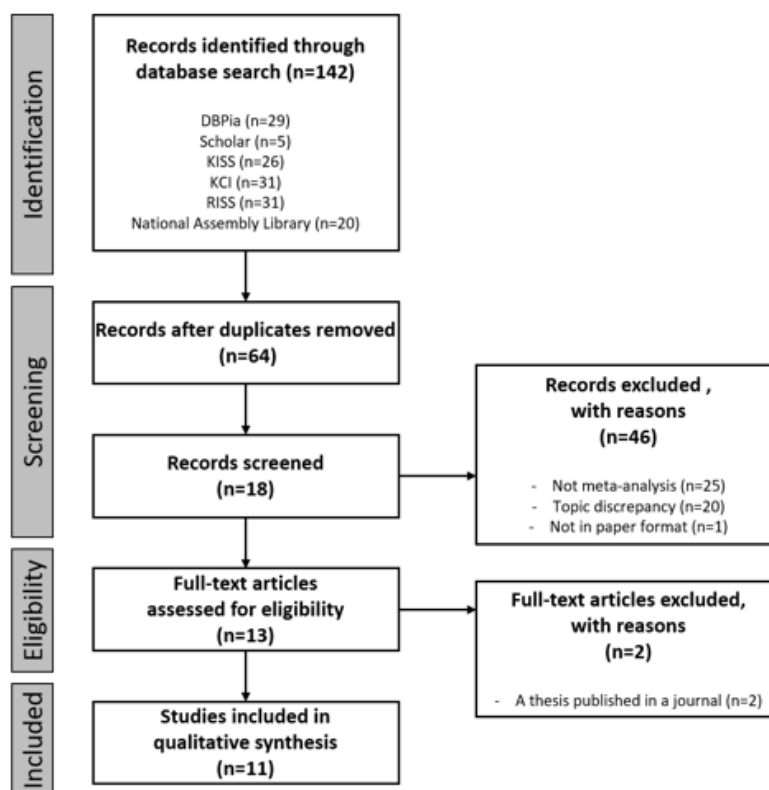 Identification
Records identified through
database search (n=142)
DBPia (n=29)
Scholar (n=5)
KISS (n=26)
KCI (n=31)
RISS (n=31)
National Assembly Library (n=20)
Screening
Records after duplicates removed
(n=64)
Records screened
(n=18)
Records excluded ,
with reasons
(n=46)
- Not meta-analysis (n=25)
- Topic discrepancy (n=20)
- Not in paper format (n=1)
Eligibility
Full-text articles
assessed for eligibility
(n=13)
Full-text articles excluded,
with reasons
(n=2)
- A thesis published in a journal (n=2)
Included
Studies included in
qualitative synthesis
(n=11)